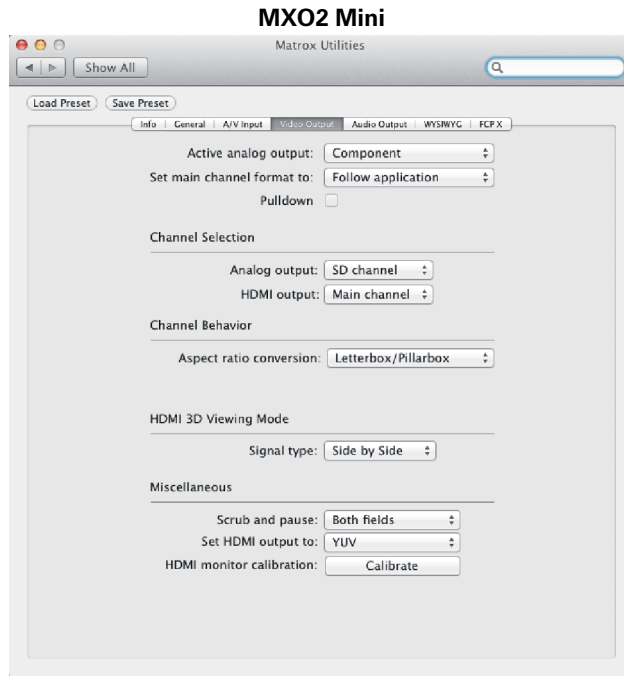 MXO2 Mini
Matrox Utilities
Show All
Load Preset Save Preset
Info General A/V Input Video Output Audio Output WYSIWYG FCP X
Active analog output: Component
Set main channel format to: Follow application
Pulldown
Channel Selection
Analog output: SD channel
HDMI output: Main channel
Channel Behavior
Aspect ratio conversion: Letterbox/Pillarbox
HDMI 3D Viewing Mode
Signal type: Side by Side
Miscellaneous
Scrub and pause: Both fields
Set HDMI output to: YUV
HDMI monitor calibration: Calibrate